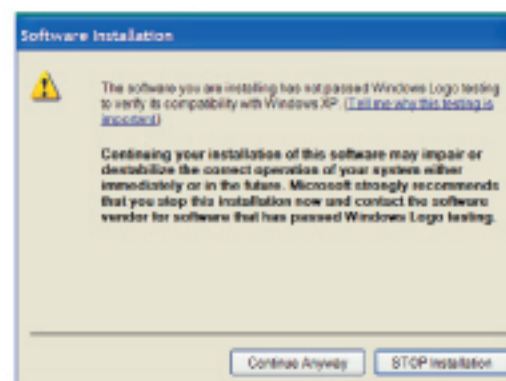 Software Installation
The software you are installing has not passed Windows Logo testing
to verify its compatibility with Windows XP. (Tell me why this testing is
important.)
Continuing your installation of this software may impair or
destabilize the correct operation of your system either
immediately or in the future. Microsoft strongly recommends
that you stop this installation now and contact the software
vendor for software that has passed Windows Logo testing.
Continue Anyway
STOP Installation